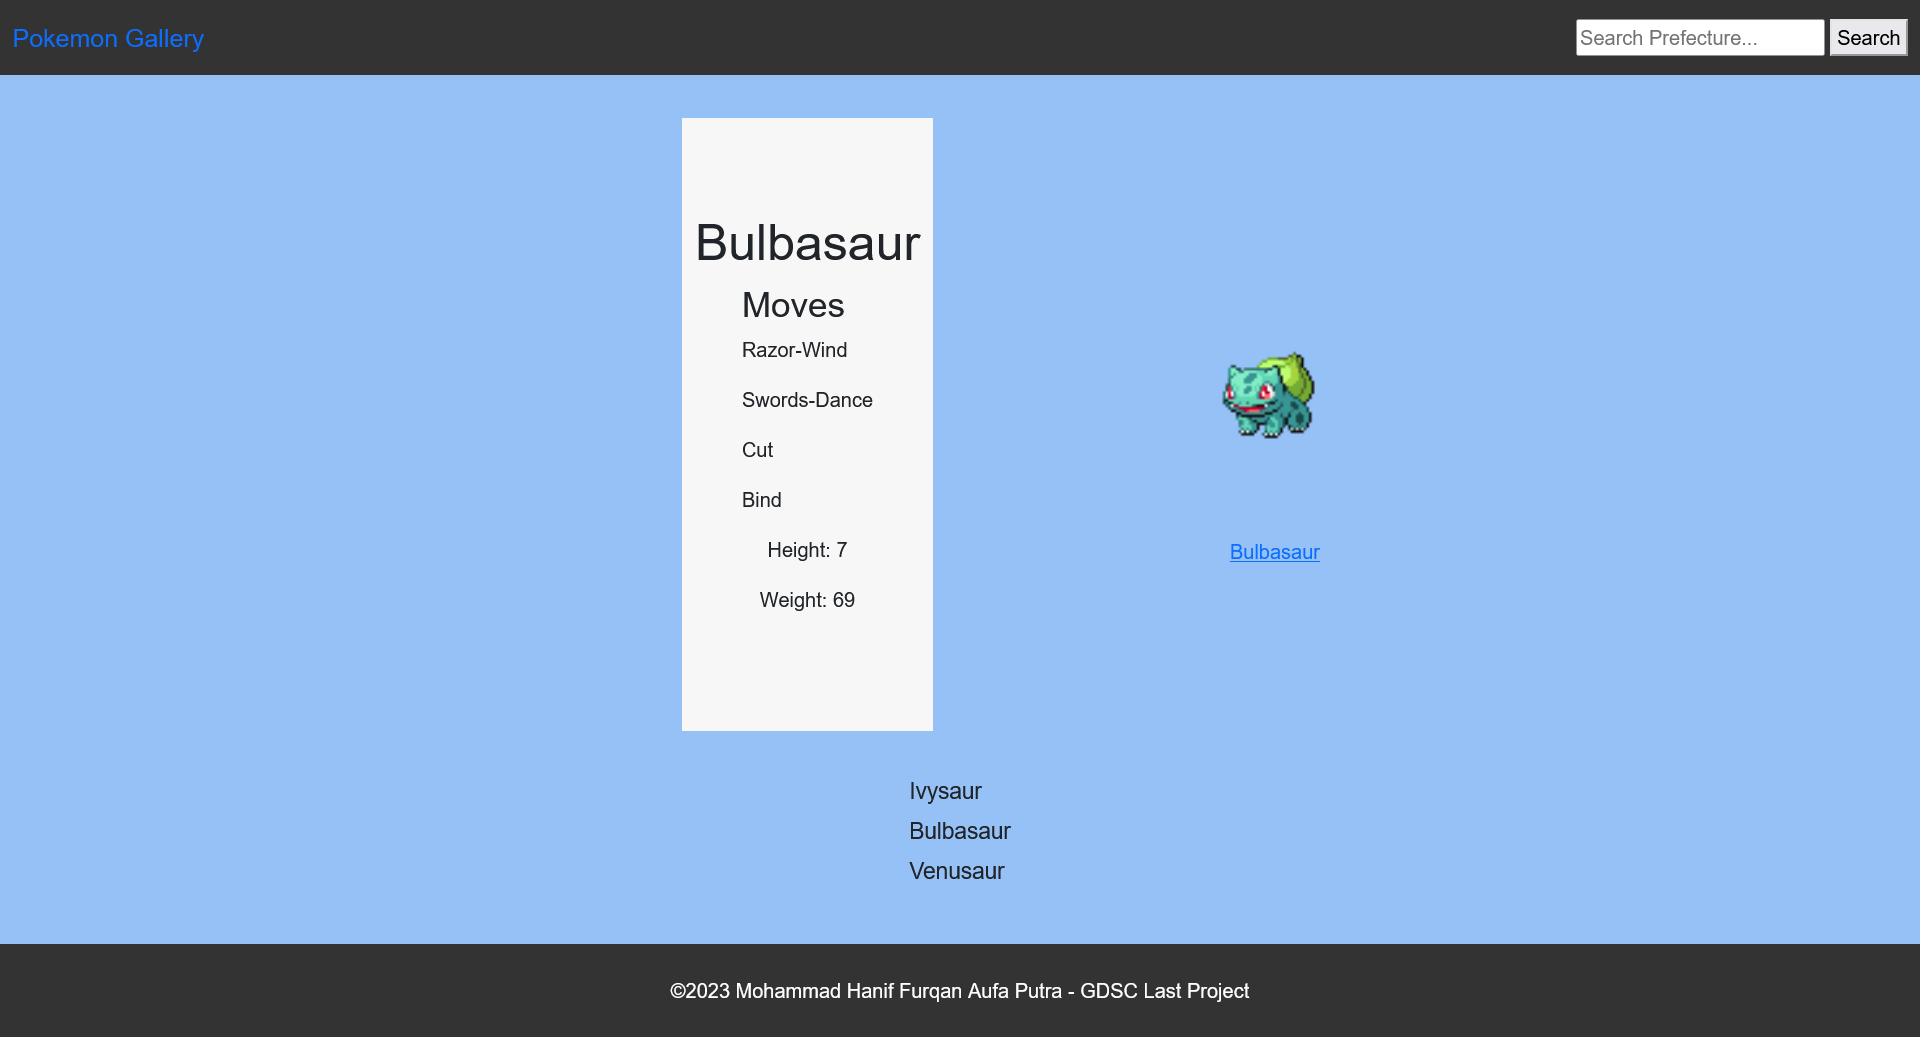 Pokemon Gallery
Search Prefecture...
Search
Bulbasaur
Moves
Razor-Wind
Swords-Dance
Cut
Bind
Height: 7
Weight: 69
Bulbasaur
Ivysaur
Bulbasaur
Venusaur
©2023 Mohammad Hanif Furqan Aufa Putra - GDSC Last Project